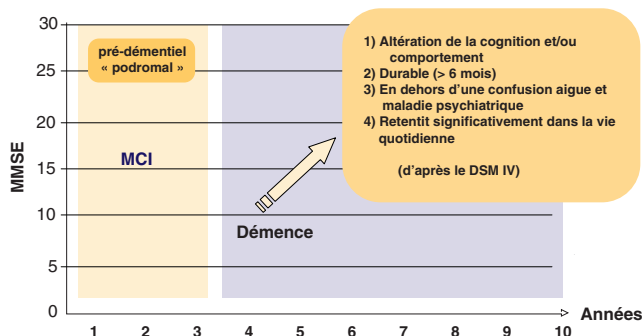 30
25
20
15
10
5
0
MMSE
pré-démentiel
« podromal »
MCI
Démence
1) Altération de la cognition et/ou
comportement
2) Durable (> 6 mois)
3) En dehors d'une confusion aigue et
maladie psychiatrique
4) Retentit significativement dans la vie
quotidienne
(d'après le DSM IV)
1 2 3 4 5 6 7 8 9 10
Années